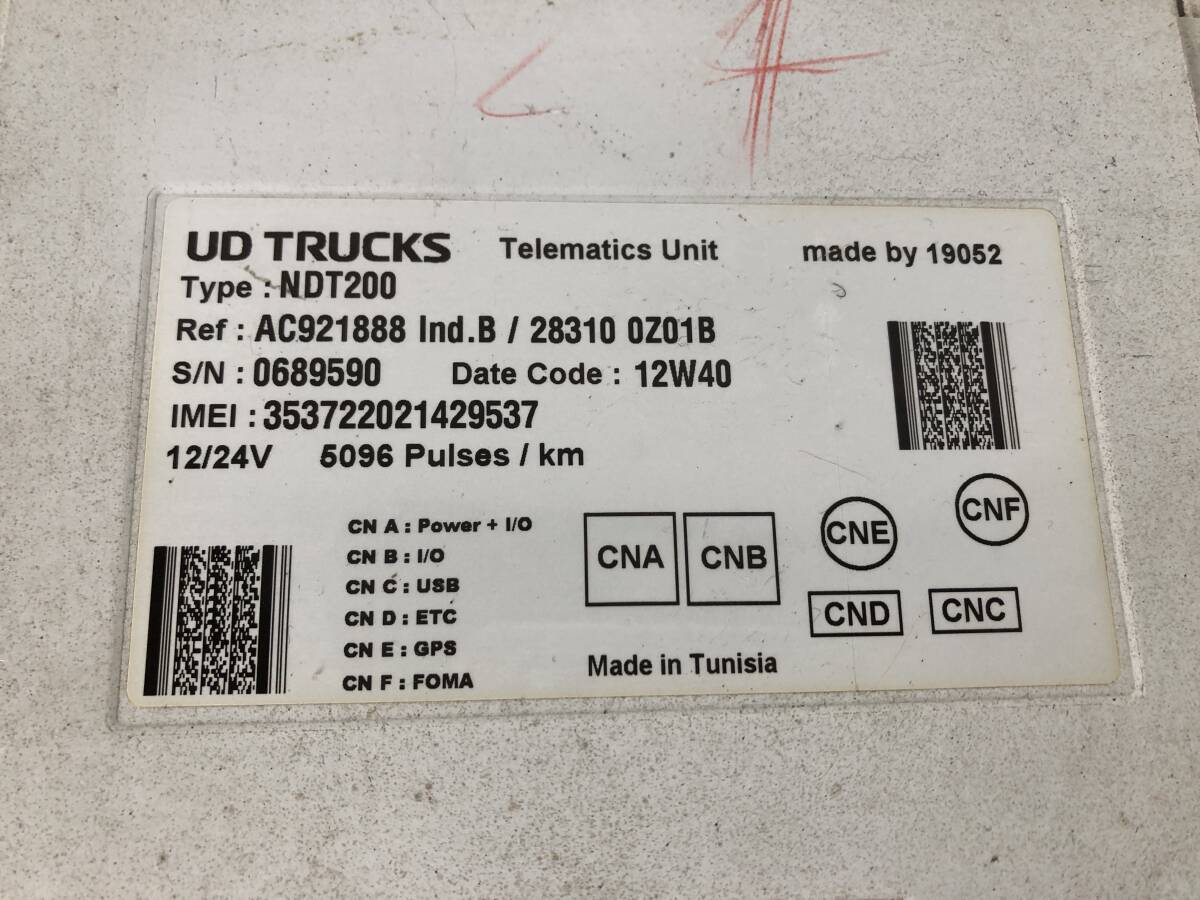 UD TRUCKS Telematics Unit made by 19052
Type : NDT200
Ref : AC921888 Ind.B / 28310 0Z01B
S/N : 0689590 Date Code : 12W40
IMEI : 353722021429537
12/24V 5096 Pulses / km
CN A : Power + I/O
CN B : I/O
CN C : USB
CN D : ETC
CN E : GPS
CN F : FOMA
CNA CNB CNE CNF
CND CNC
Made in Tunisia